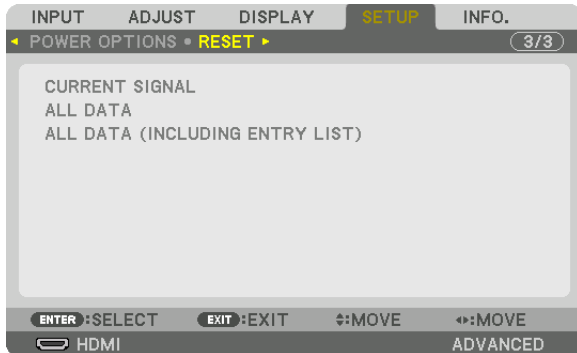 INPUT ADJUST DISPLAY SETUP INFO.
POWER OPTIONS • RESET 3/3
CURRENT SIGNAL
ALL DATA
ALL DATA (INCLUDING ENTRY LIST)
ENTER :SELECT EXIT :EXIT :MOVE :MOVE
HDMI ADVANCED